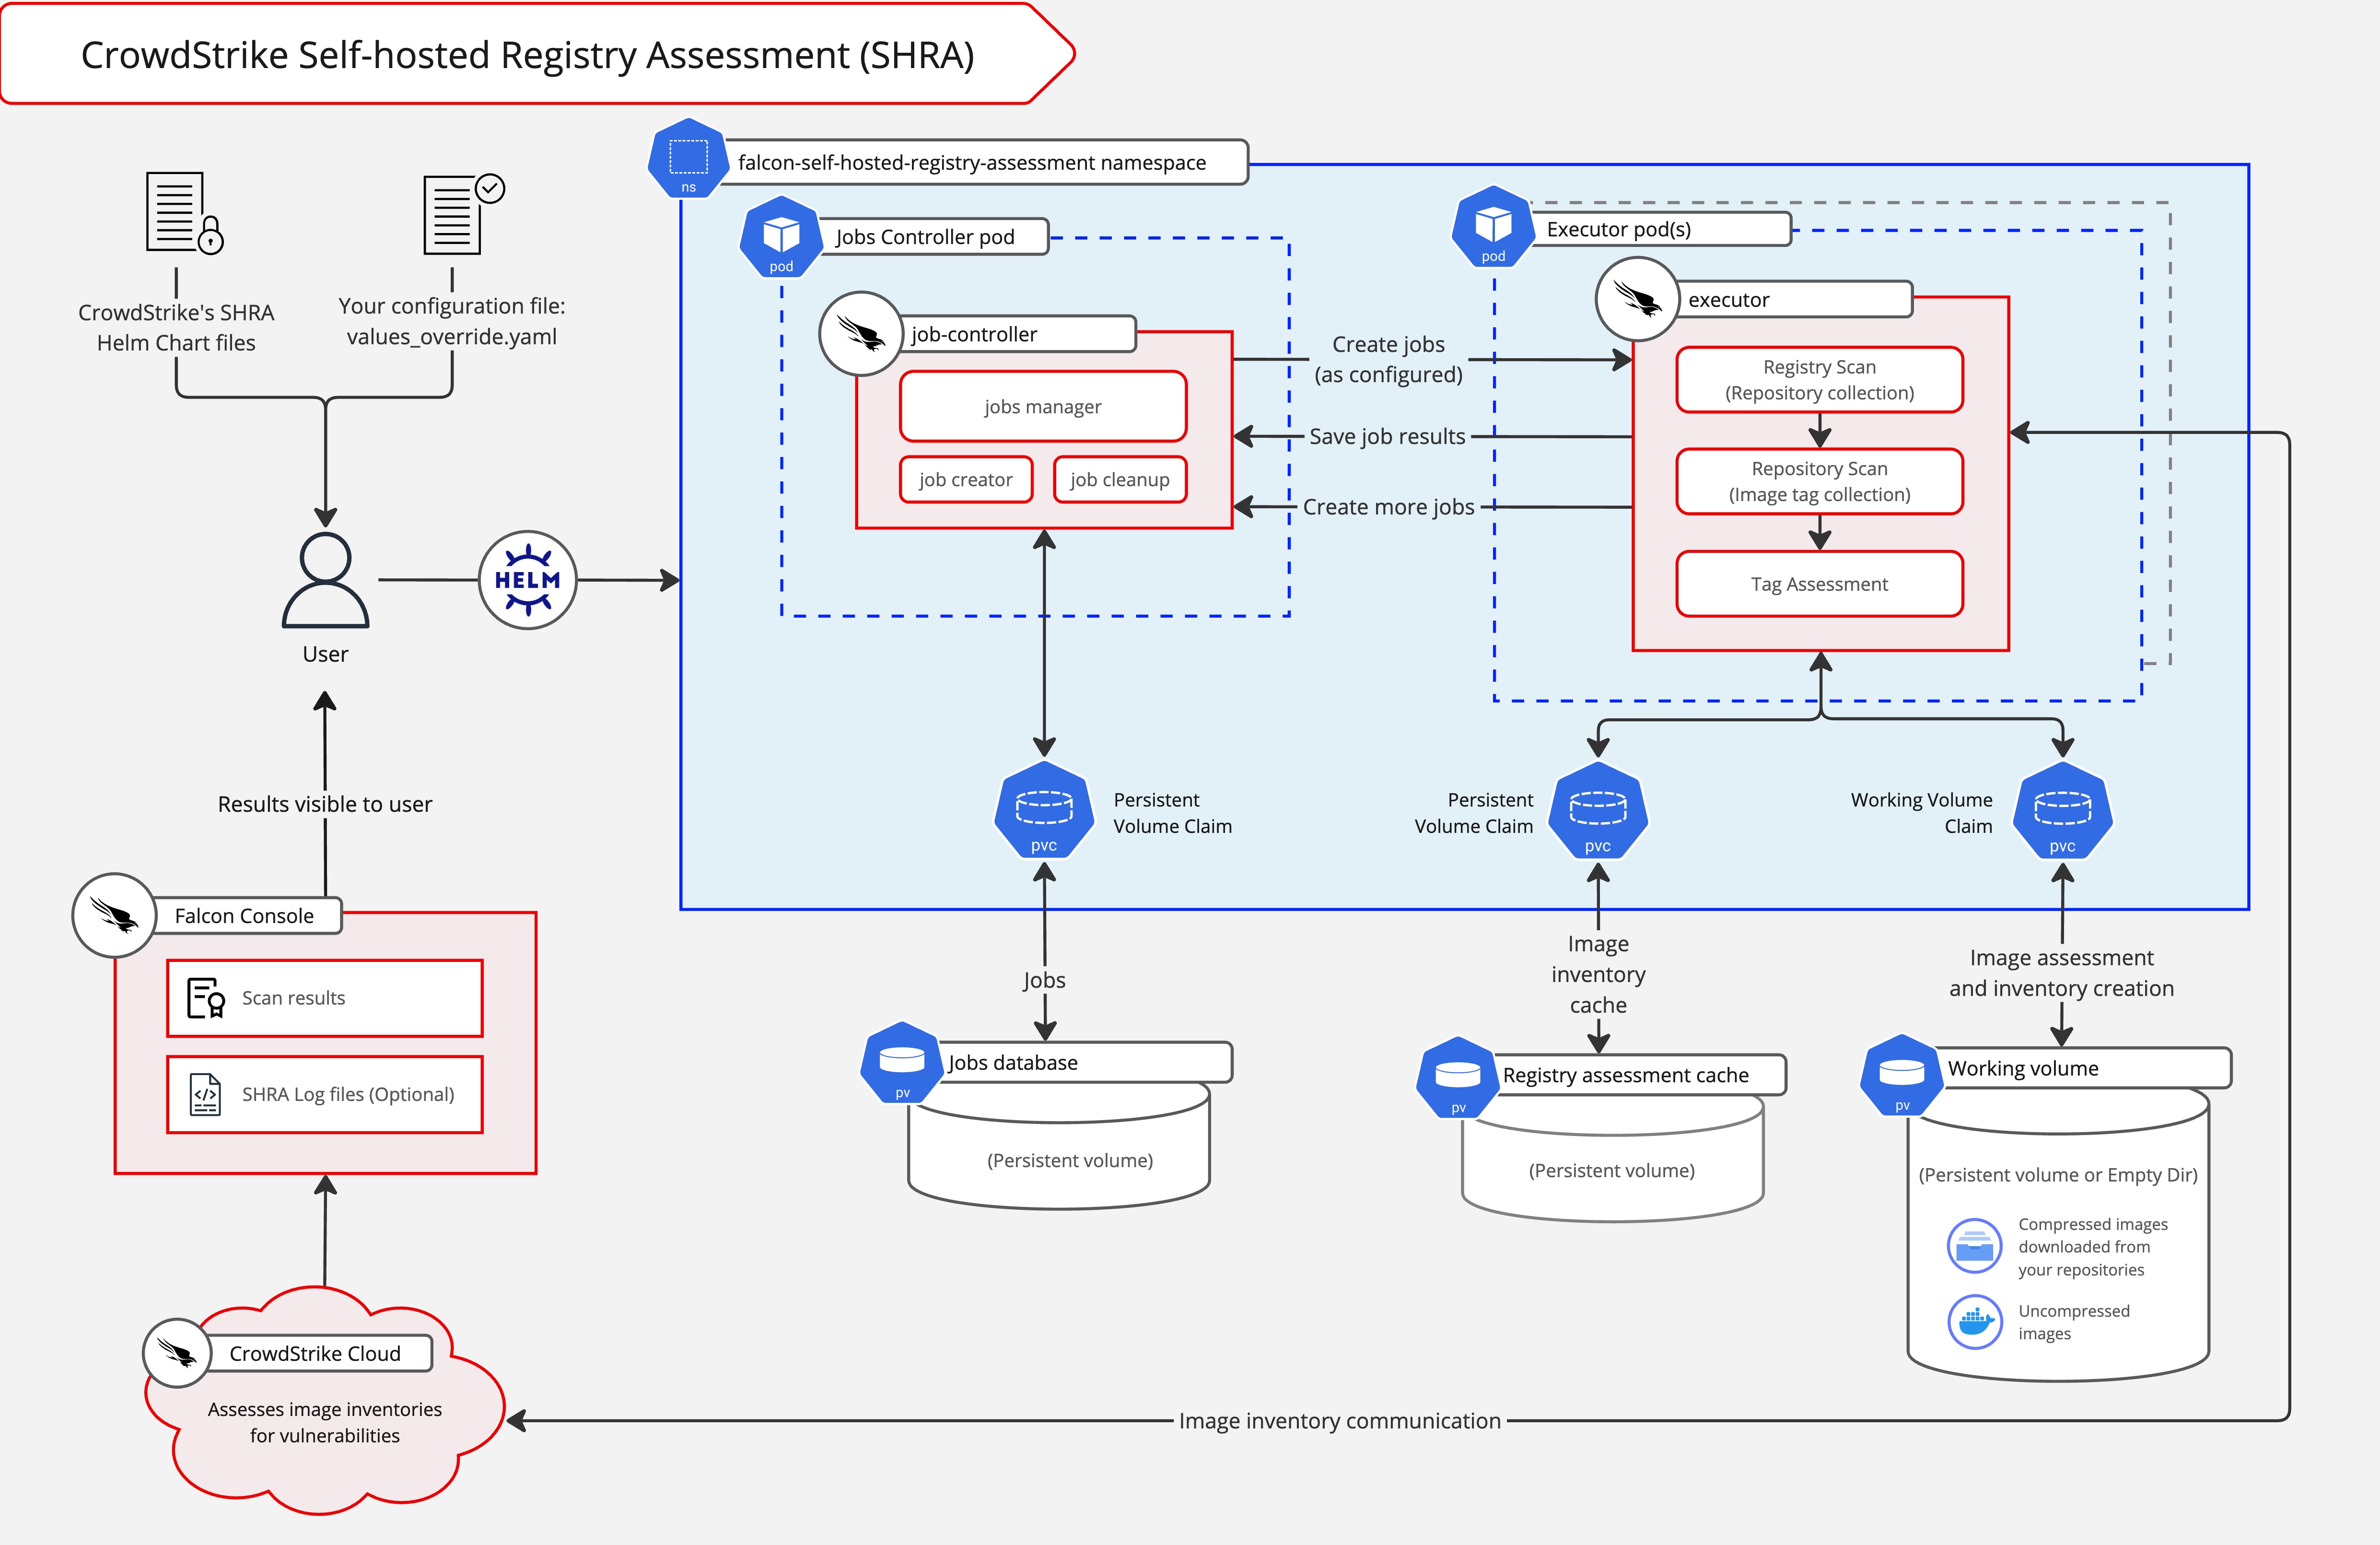 CrowdStrike Self-hosted Registry Assessment (SHRA)
CrowdStrike's SHRA
Helm Chart files
Your configuration file:
values_override.yaml
User
HELM
ns
falcon-self-hosted-registry-assessment namespace
pod
Jobs Controller pod
job-controller
jobs manager
job creator
job cleanup
Create jobs
(as configured)
Save job results
Create more jobs
pod
Executor pod(s)
executor
Registry Scan
(Repository collection)
Repository Scan
(Image tag collection)
Tag Assessment
pvc
Persistent
Volume Claim
Persistent
Volume Claim
pvc
Working Volume
Claim
pvc
Jobs
Image
inventory
cache
Image assessment
and inventory creation
pv
Jobs database
(Persistent volume)
pv
Registry assessment cache
(Persistent volume)
pv
Working volume
(Persistent volume or Empty Dir)
Compressed images
downloaded from
your repositories
Uncompressed
images
Results visible to user
Falcon Console
Scan results
SHRA Log files (Optional)
CrowdStrike Cloud
Assesses image inventories
for vulnerabilities
Image inventory communication